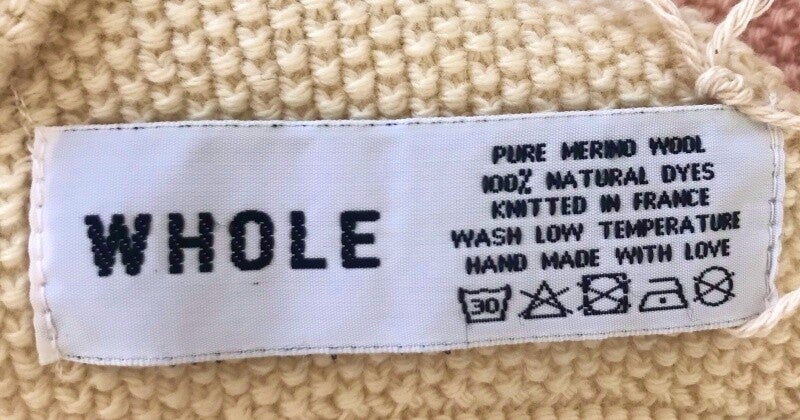 WHOLE
PURE MERINO WOOL
100% NATURAL DYES
KNITTED IN FRANCE
WASH LOW TEMPERATURE
HAND MADE WITH LOVE
30